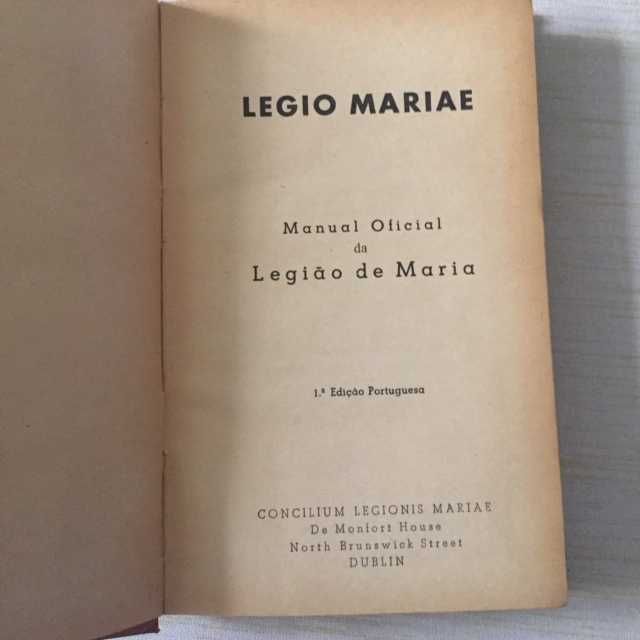 LEGIO MARIAE
Manual Oficial
da
Legião de Maria
1.ª Edição Portuguesa
CONCILIUM LEGIONIS MARIAE
De Monfort House
North Brunswick Street
DUBLIN